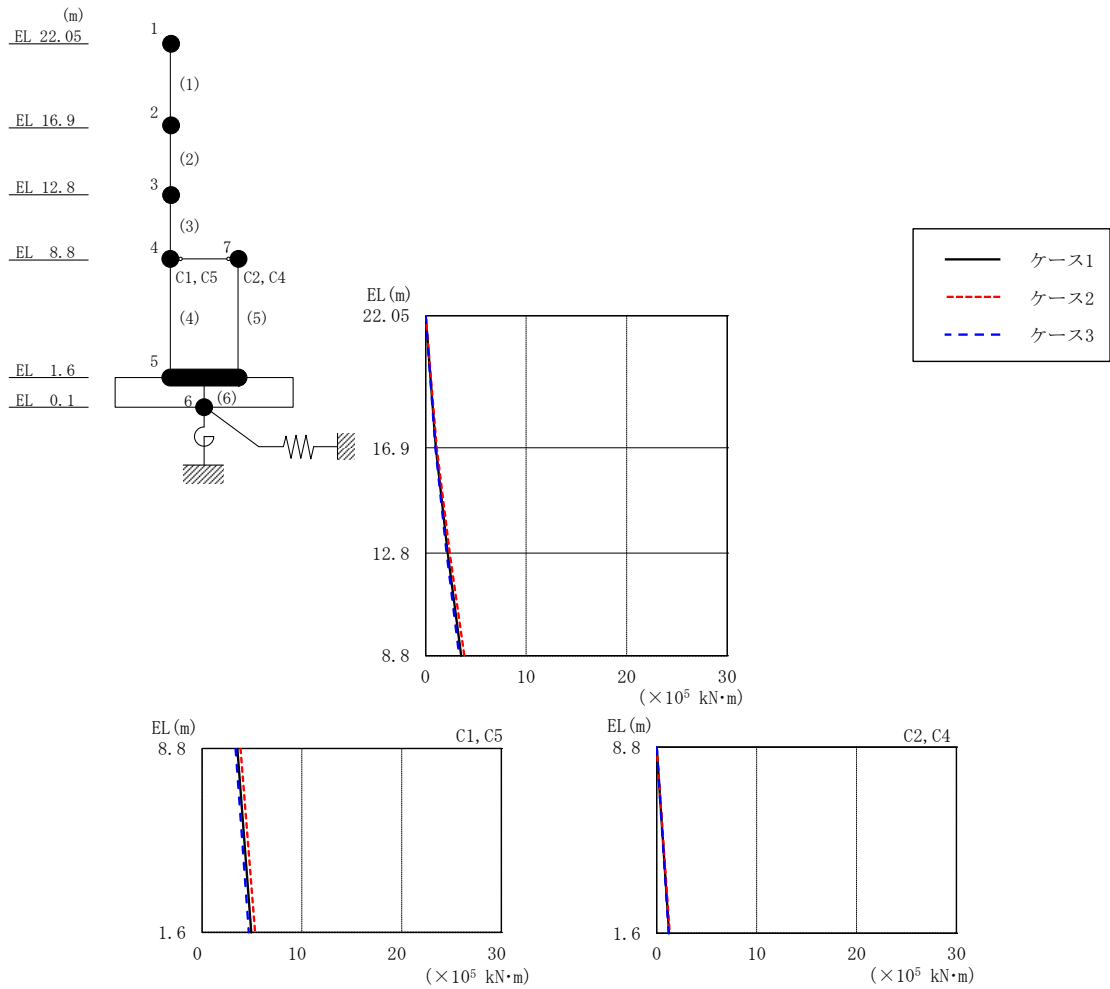 (m)
EL 22.05
1
(1)
EL 16.9
2
(2)
EL 12.8
3
(3)
EL 8.8
4
7
C1, C5
C2, C4
(4)
(5)
EL 1.6
5
EL 0.1
6
(6)
ケース1
ケース2
ケース3
EL(m)
22.05
16.9
12.8
8.8
0 10 20 30
(×10⁵ kN·m)
EL(m)
C1, C5
8.8
1.6
0 10 20 30
(×10⁵ kN·m)
EL(m)
C2, C4
8.8
1.6
0 10 20 30
(×10⁵ kN·m)